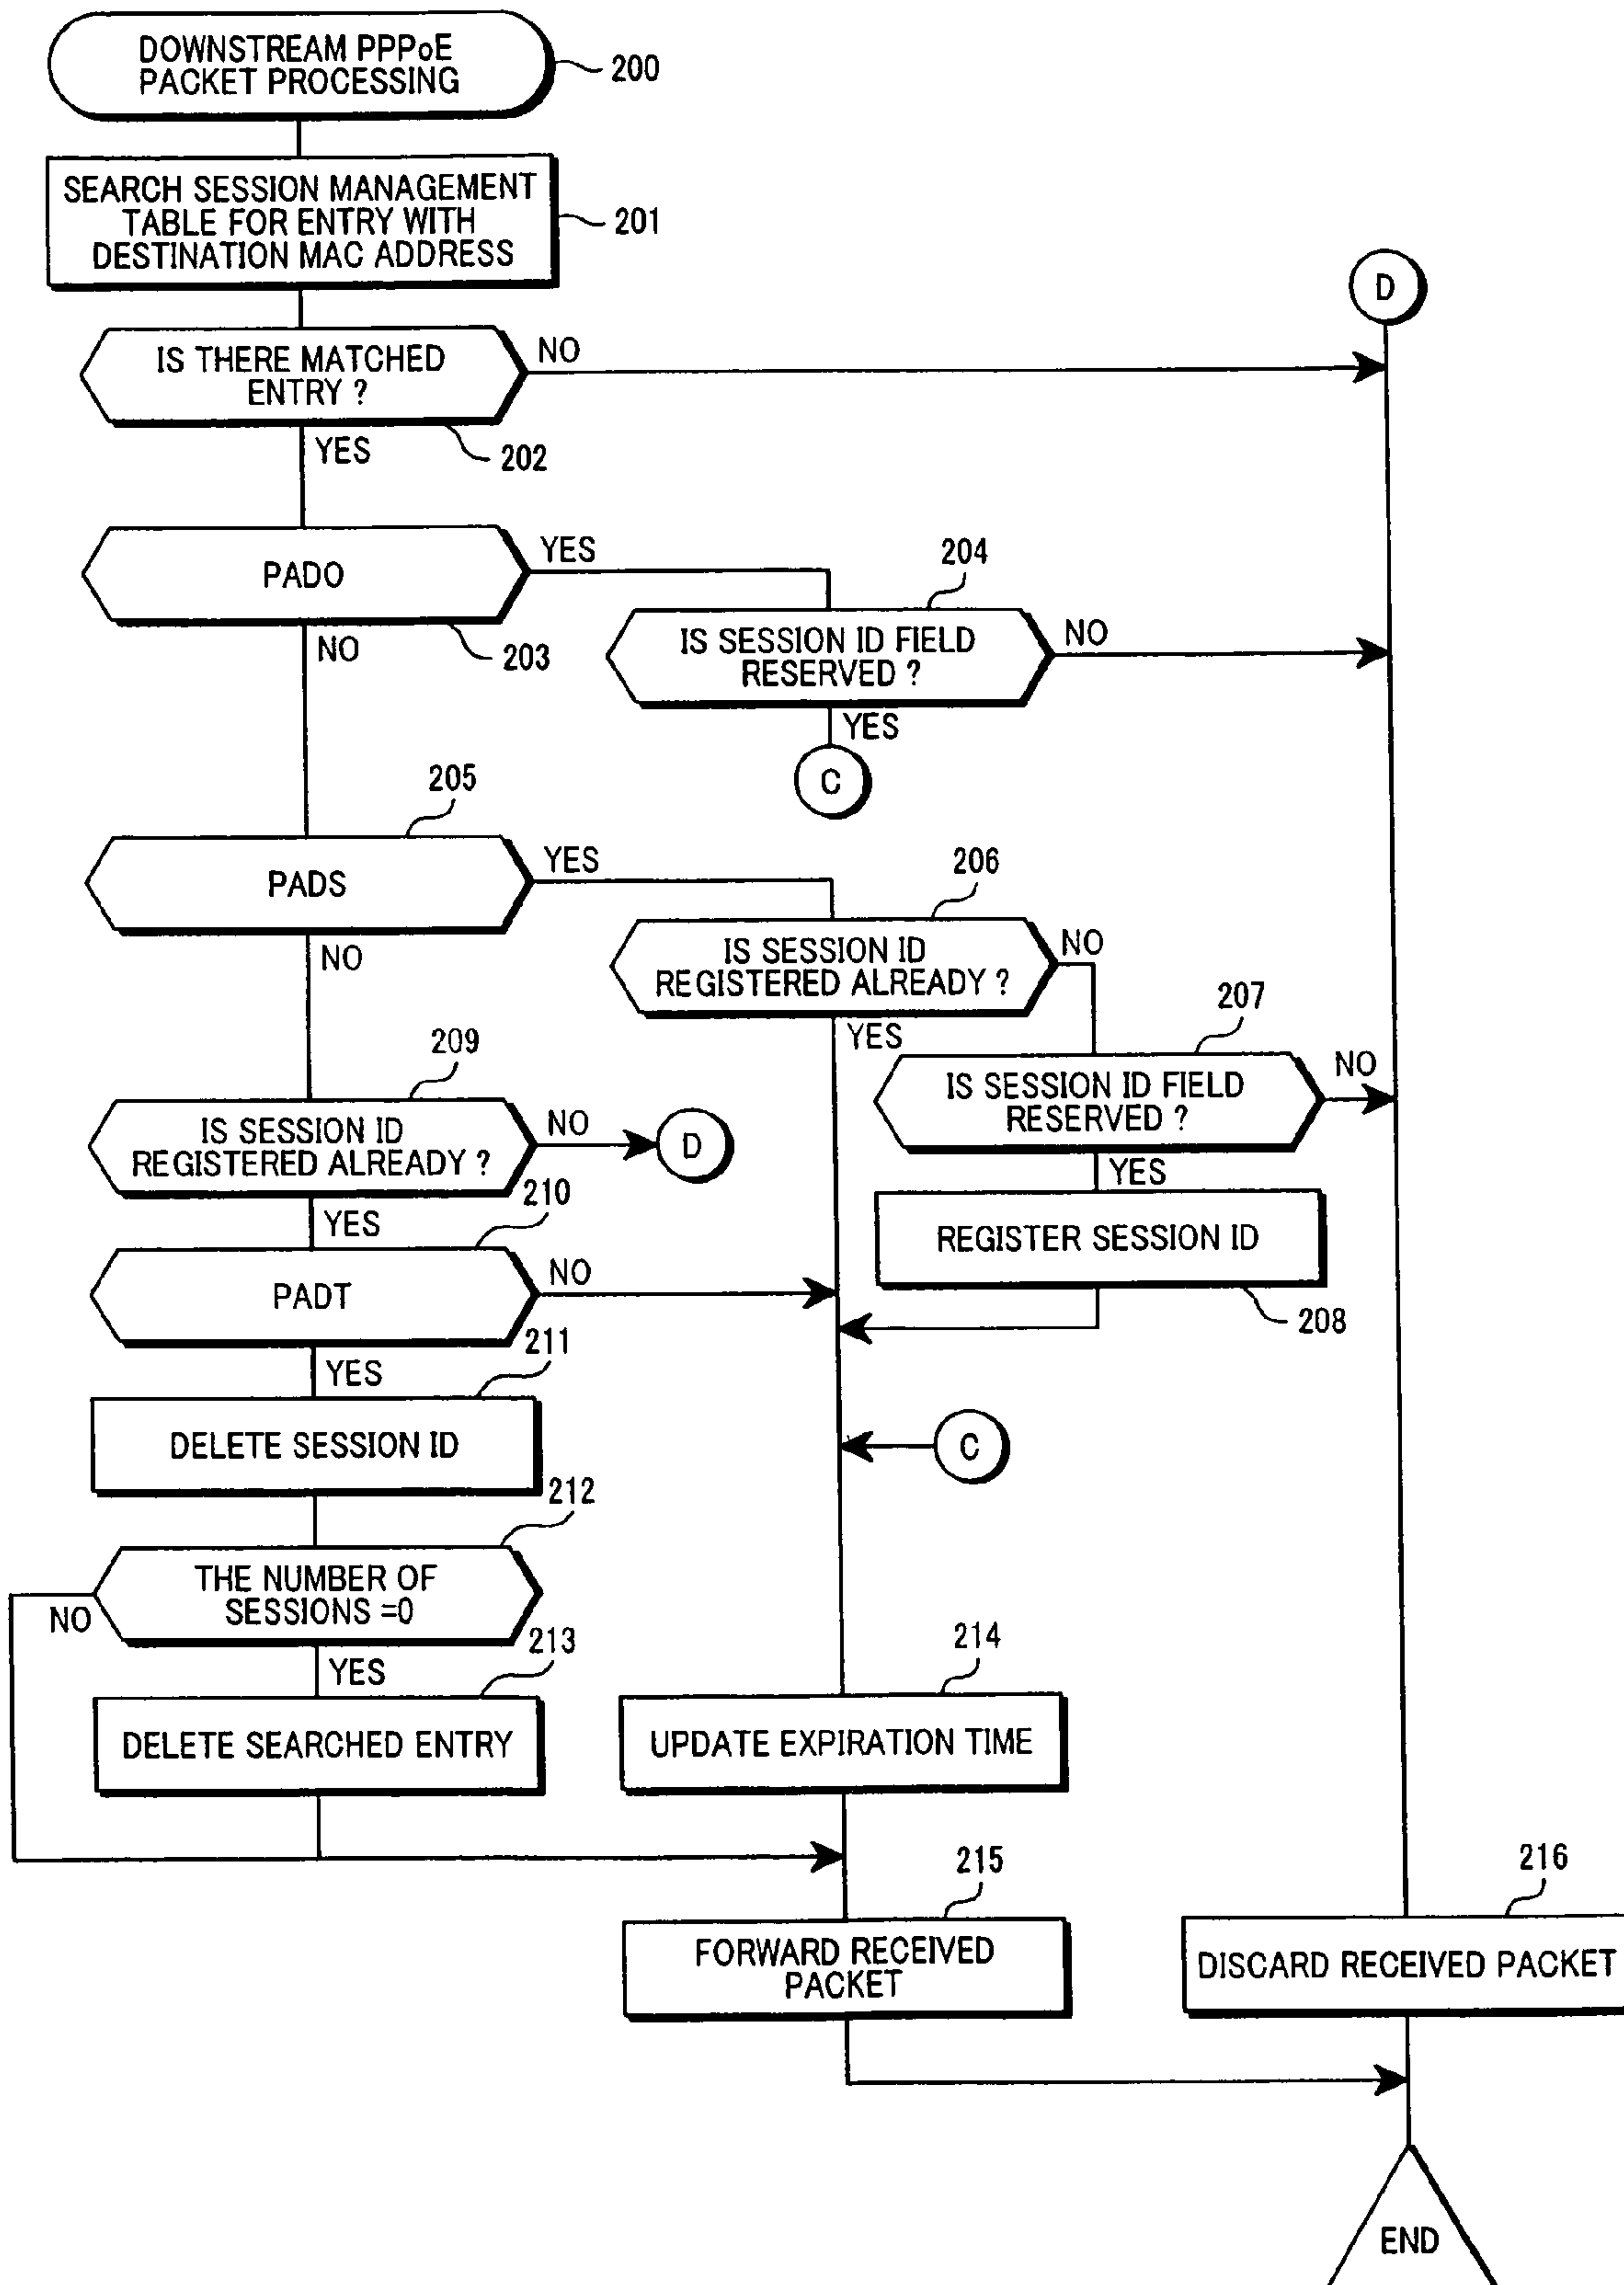 DOWNSTREAM PPPoE
PACKET PROCESSING
200
SEARCH SESSION MANAGEMENT
TABLE FOR ENTRY WITH
DESTINATION MAC ADDRESS
201
D
IS THERE MATCHED
ENTRY ?
NO
YES
202
PADO
YES
NO
203
204
IS SESSION ID FIELD
RESERVED ?
NO
YES
C
205
PADS
YES
NO
206
IS SESSION ID
REGISTERED ALREADY ?
NO
YES
207
IS SESSION ID FIELD
RESERVED ?
NO
YES
REGISTER SESSION ID
208
209
IS SESSION ID
REGISTERED ALREADY ?
NO
D
YES
210
PADT
NO
YES
211
DELETE SESSION ID
C
212
THE NUMBER OF
SESSIONS =0
NO
YES
213
DELETE SEARCHED ENTRY
214
UPDATE EXPIRATION TIME
215
FORWARD RECEIVED
PACKET
216
DISCARD RECEIVED PACKET
END